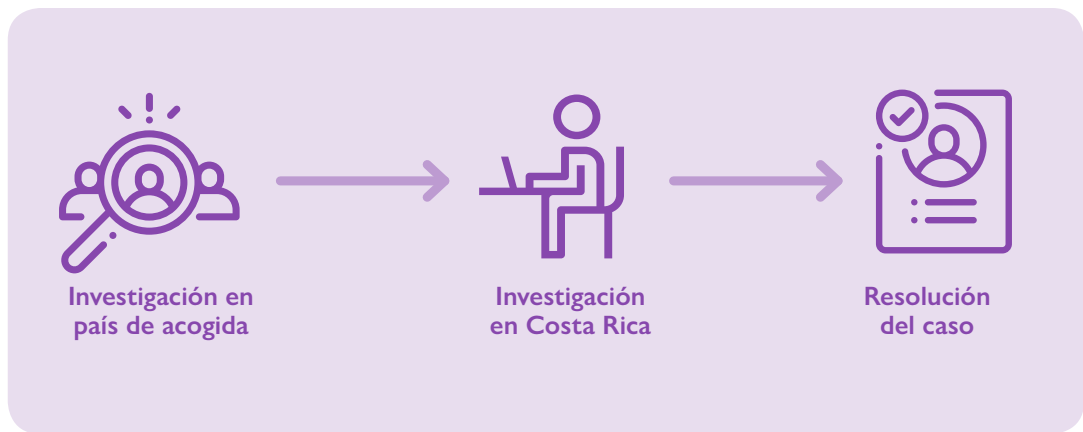 Investigación en
país de acogida
Investigación
en Costa Rica
Resolución
del caso